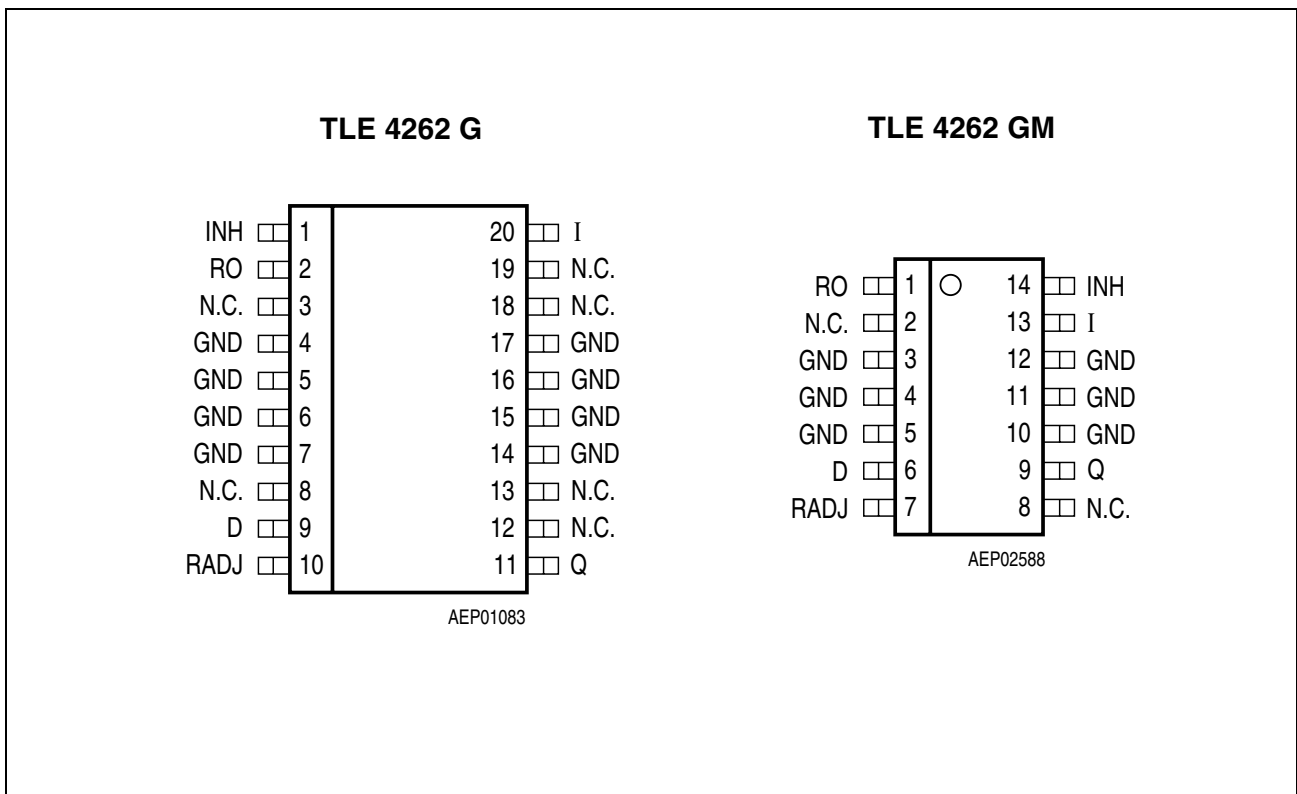 TLE 4262 G
INH 1 20 I
RO 2 19 N.C.
N.C. 3 18 N.C.
GND 4 17 GND
GND 5 16 GND
GND 6 15 GND
GND 7 14 GND
N.C. 8 13 N.C.
D 9 12 N.C.
RADJ 10 11 Q
AEP01083
TLE 4262 GM
RO 1 14 INH
N.C. 2 13 I
GND 3 12 GND
GND 4 11 GND
GND 5 10 GND
D 6 9 Q
RADJ 7 8 N.C.
AEP02588